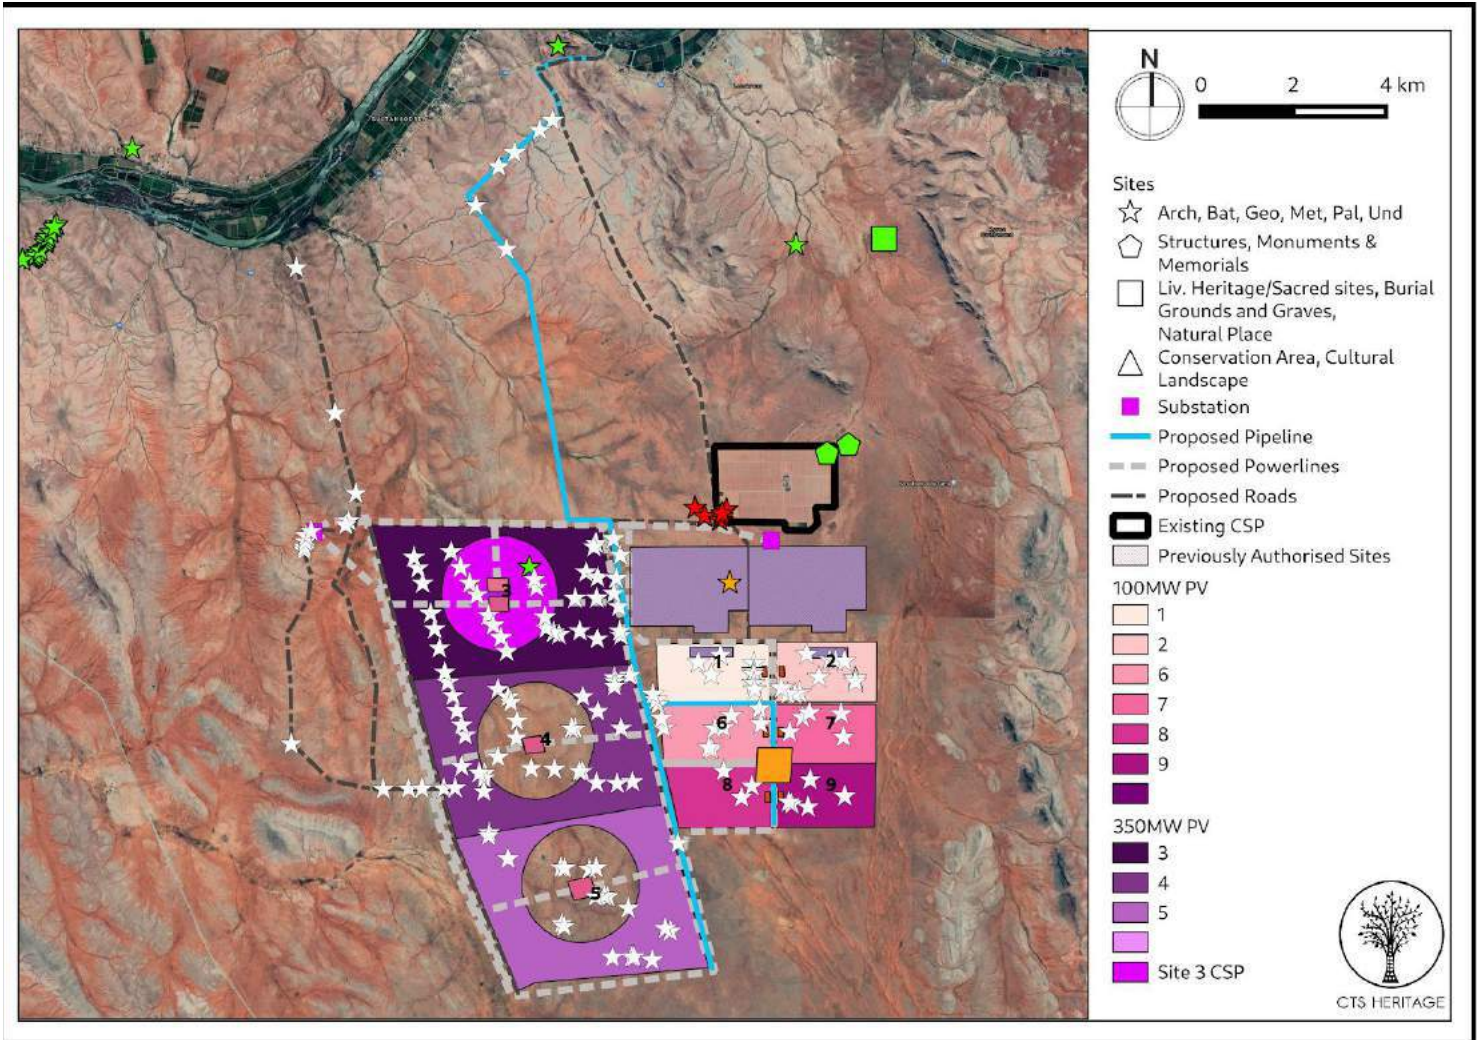 N
0 2 4 km
Sites
Arch, Bat, Geo, Met, Pal, Und
Structures, Monuments &
Memorials
Liv. Heritage/Sacred sites, Burial
Grounds and Graves,
Natural Place
Conservation Area, Cultural
Landscape
Substation
Proposed Pipeline
Proposed Powerlines
Proposed Roads
Existing CSP
Previously Authorised Sites
100MW PV
1
2
6
7
8
9
350MW PV
3
4
5
Site 3 CSP
CTS HERITAGE
3
1
2
6
7
4
8
9
5